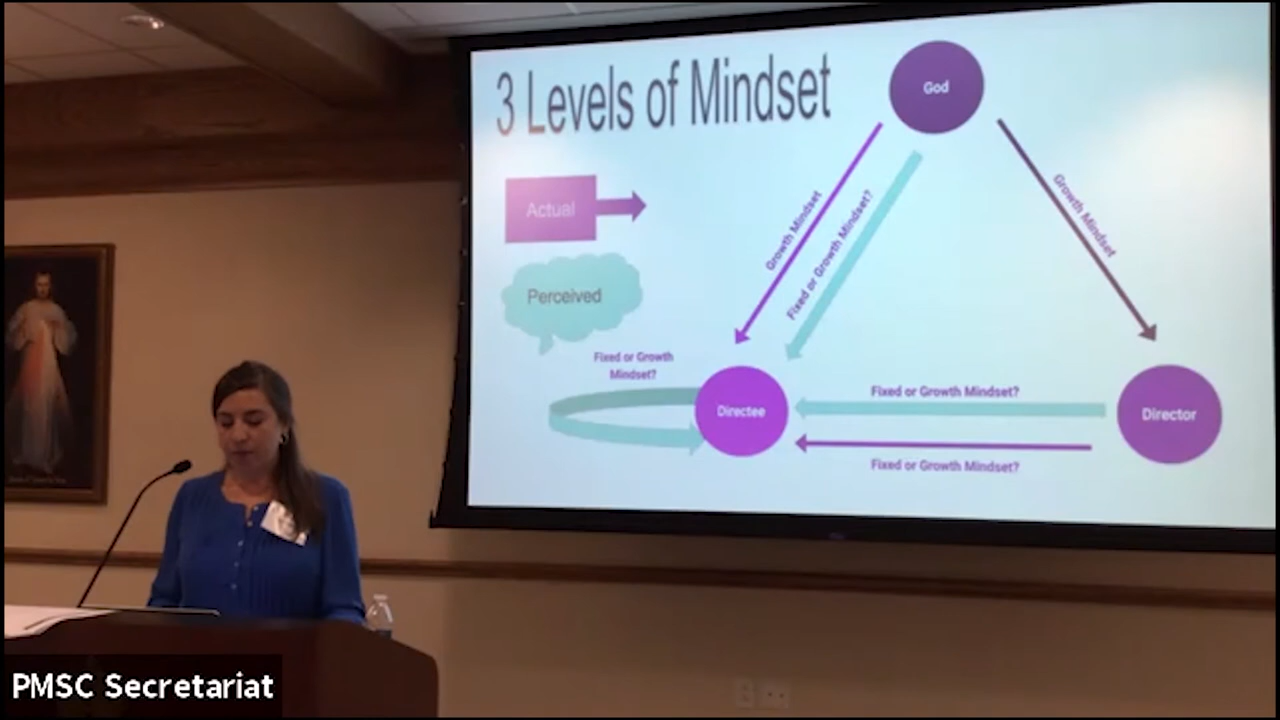 3 Levels of Mindset
God
Actual
Growth Mindset
Fixed or Growth Mindset?
Growth Mindset
Perceived
Fixed or Growth
Mindset?
Directee
Fixed or Growth Mindset?
Director
Fixed or Growth Mindset?
PMSC Secretariat